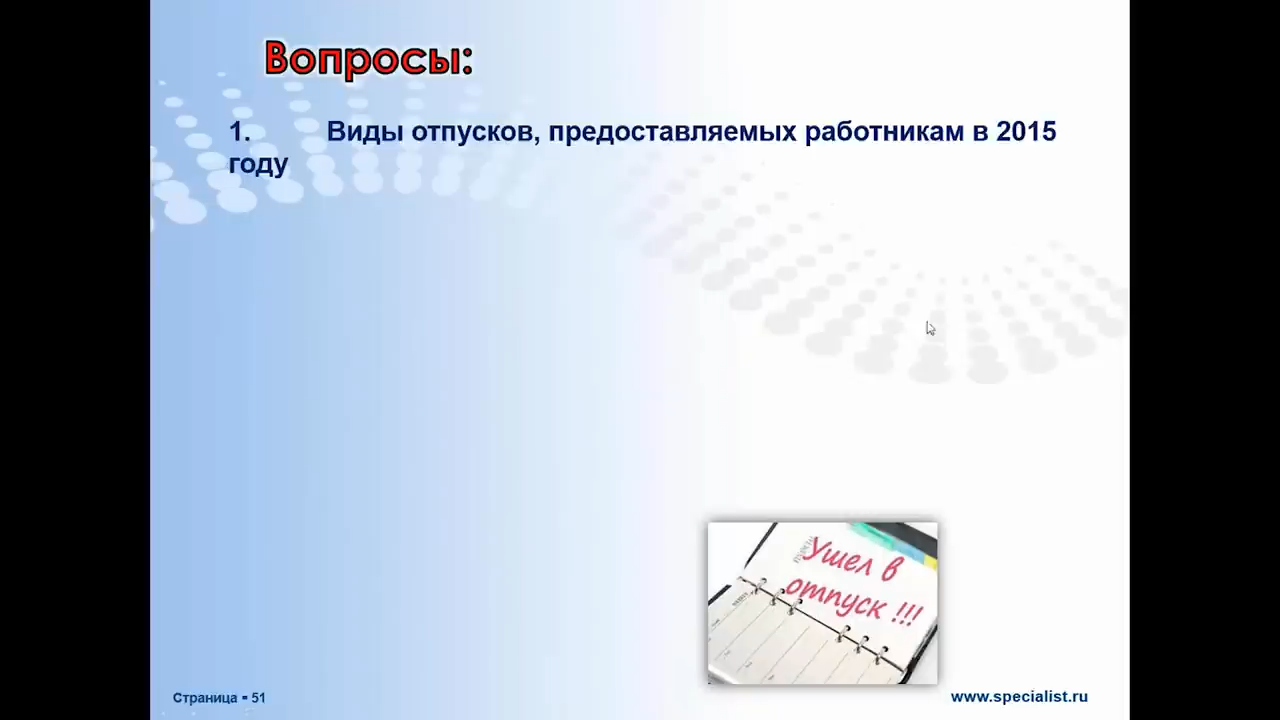 Вопросы:
1. Виды отпусков, предоставляемых работникам в 2015
году
Ушел в
отпуск !!!
Страница ▪ 51
www.specialist.ru